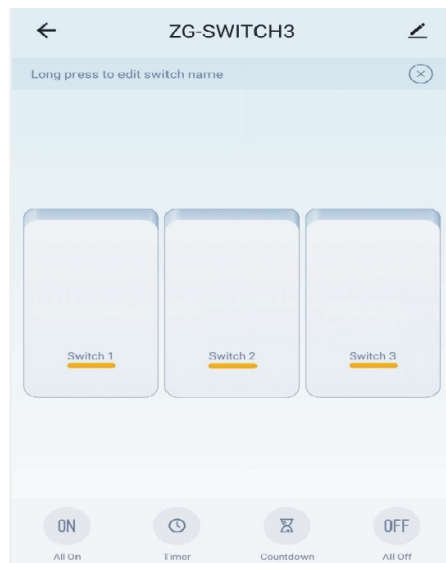 ZG-SWITCH3
Long press to edit switch name
Switch 1
Switch 2
Switch 3
ON
OFF
All On
Timer
Countdown
All Off